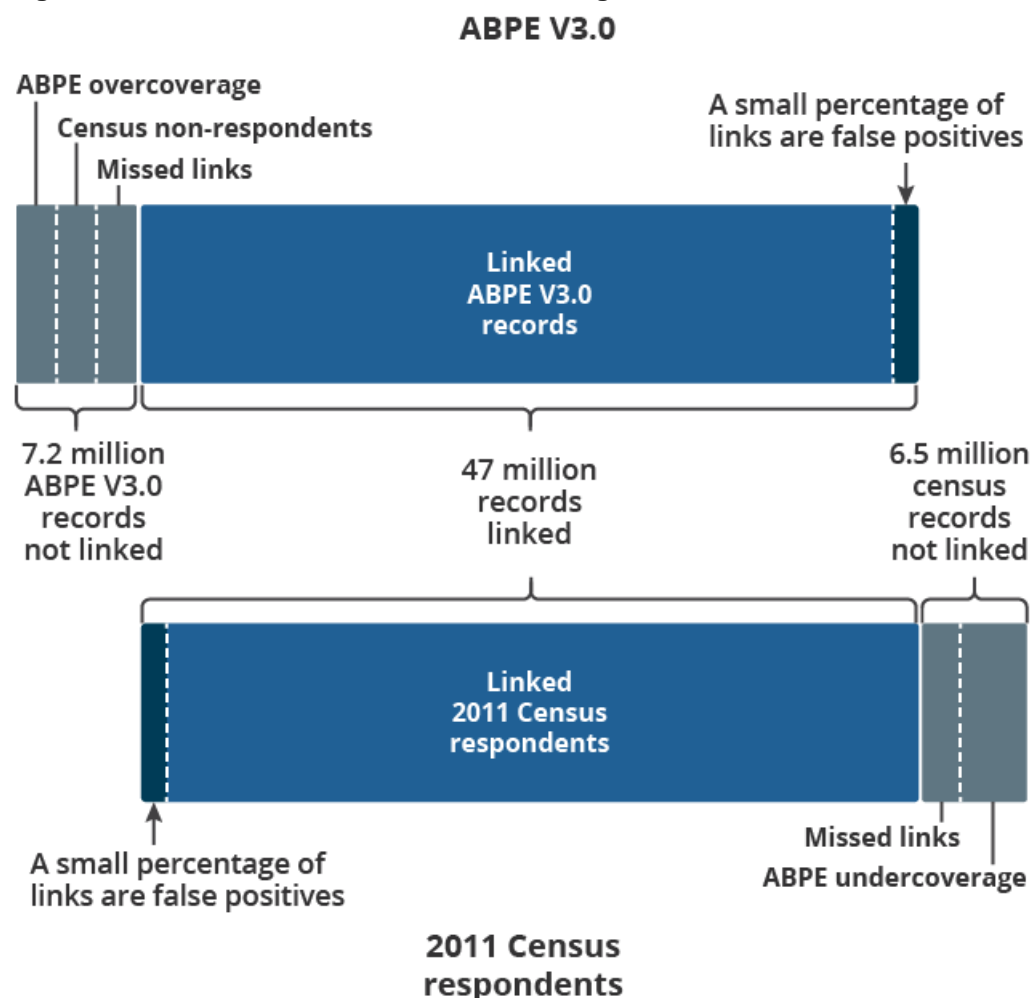 ABPE V3.0
ABPE overcoverage
Census non-respondents
Missed links
A small percentage of
links are false positives
Linked
ABPE V3.0
records
7.2 million
ABPE V3.0
records
not linked
47 million
records
linked
6.5 million
census
records
not linked
Linked
2011 Census
respondents
Missed links
ABPE undercoverage
A small percentage of
links are false positives
2011 Census
respondents